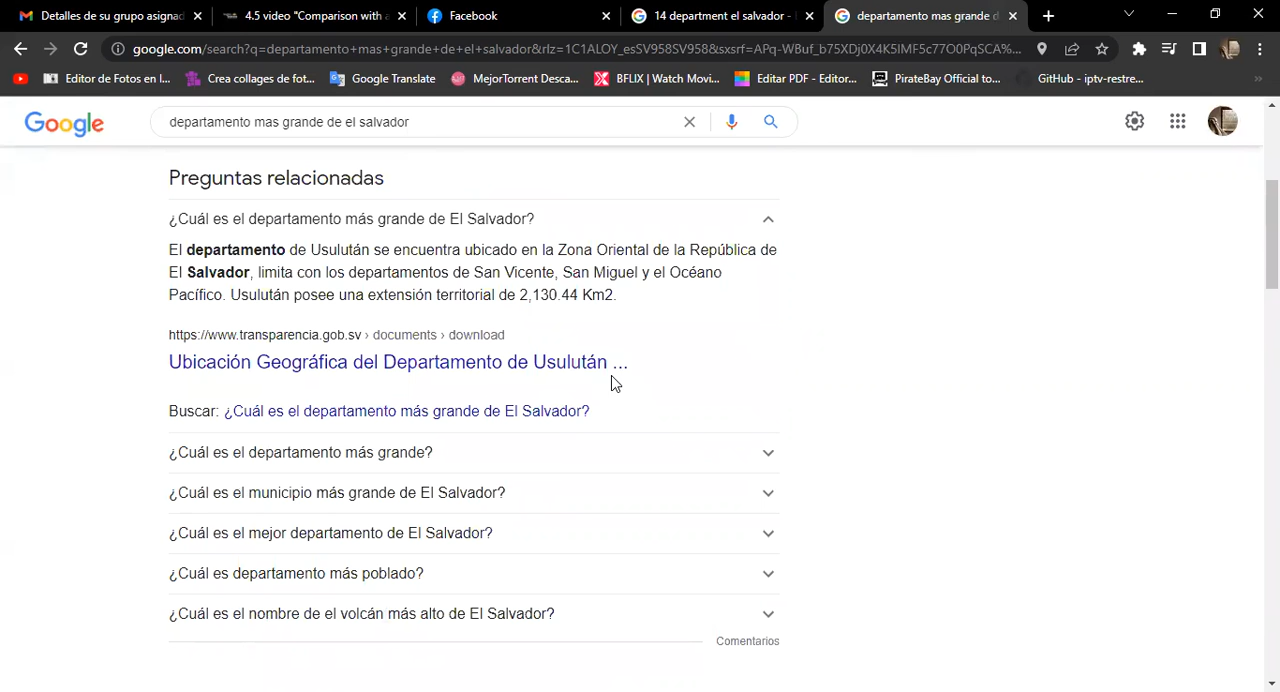 Detalles de su grupo asignad
4.5 video "Comparison with a
Facebook
14 department el salvador -
departamento mas grande d
google.com/search?q=departamento+mas+grande+de+el+salvador&rlz=1C1ALOY_esSV958SV958&sxsrf=APq-WBuf_b75XDj0X4K5IMF5c77O0PqSCA%...
Editor de Fotos en l...
Crea collages de fot...
Google Translate
MejorTorrent Desca...
BFLIX | Watch Movi...
Editar PDF - Editor...
PirateBay Official to...
GitHub - iptv-restre...
Google
departamento mas grande de el salvador
Preguntas relacionadas
¿Cuál es el departamento más grande de El Salvador?
El departamento de Usulután se encuentra ubicado en la Zona Oriental de la República de
El Salvador, limita con los departamentos de San Vicente, San Miguel y el Océano
Pacífico. Usulután posee una extensión territorial de 2,130.44 Km2.
https://www.transparencia.gob.sv › documents › download
Ubicación Geográfica del Departamento de Usulután ...
Buscar: ¿Cuál es el departamento más grande de El Salvador?
¿Cuál es el departamento más grande?
¿Cuál es el municipio más grande de El Salvador?
¿Cuál es el mejor departamento de El Salvador?
¿Cuál es departamento más poblado?
¿Cuál es el nombre de el volcán más alto de El Salvador?
Comentarios